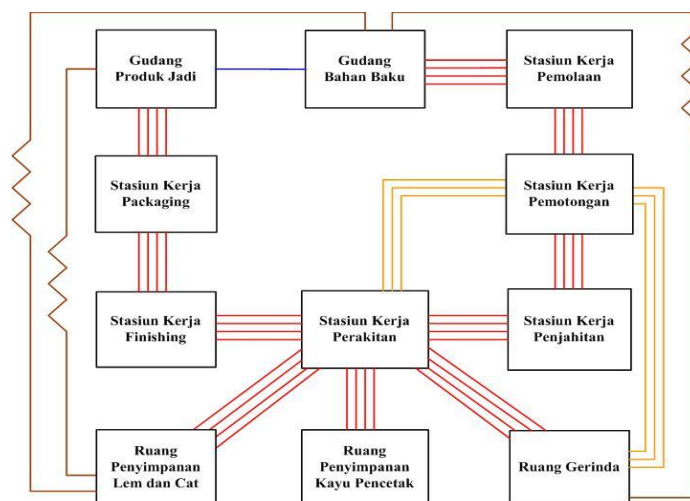 Gudang
Produk Jadi
Gudang
Bahan Baku
Stasiun Kerja
Pemolaan
Stasiun Kerja
Packaging
Stasiun Kerja
Pemotongan
Stasiun Kerja
Finishing
Stasiun Kerja
Perakitan
Stasiun Kerja
Penjahitan
Ruang
Penyimpanan
Lem dan Cat
Ruang
Penyimpanan
Kayu Pencetak
Ruang Gerinda